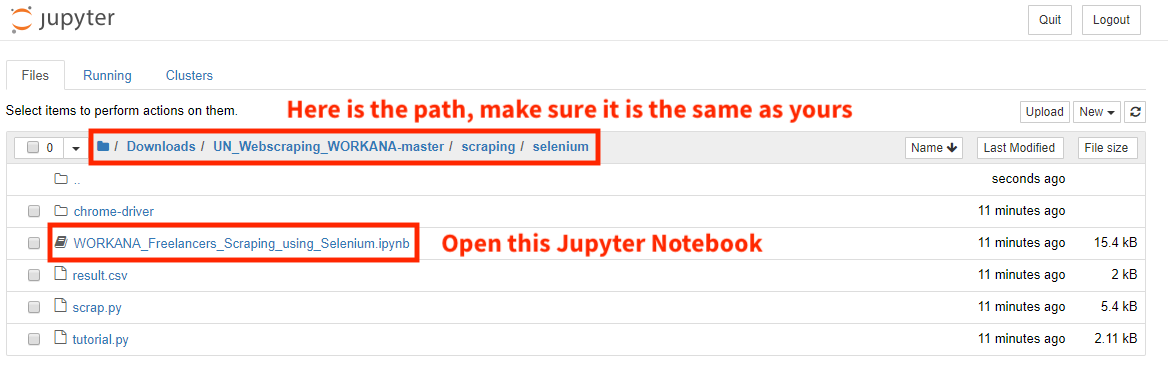 jupyter
Quit Logout
Files Running Clusters
Select items to perform actions on them.
Here is the path, make sure it is the same as yours
Upload New
0 / Downloads / UN_Webscraping_WORKANA-master / scraping / selenium
Name Last Modified File size
.. seconds ago
chrome-driver 11 minutes ago
WORKANA_Freelancers_Scraping_using_Selenium.ipynb Open this Jupyter Notebook 11 minutes ago 15.4 kB
result.csv 11 minutes ago 2 kB
scrap.py 11 minutes ago 5.4 kB
tutorial.py 11 minutes ago 2.11 kB